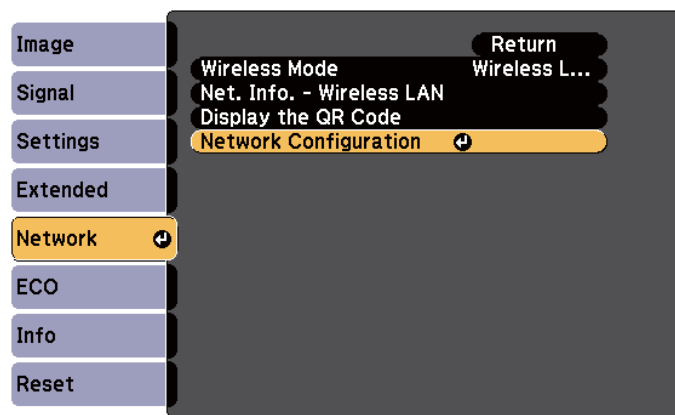 Image
Signal
Settings
Extended
Network
ECO
Info
Reset
Return
Wireless Mode Wireless L...
Net. Info. - Wireless LAN
Display the QR Code
Network Configuration